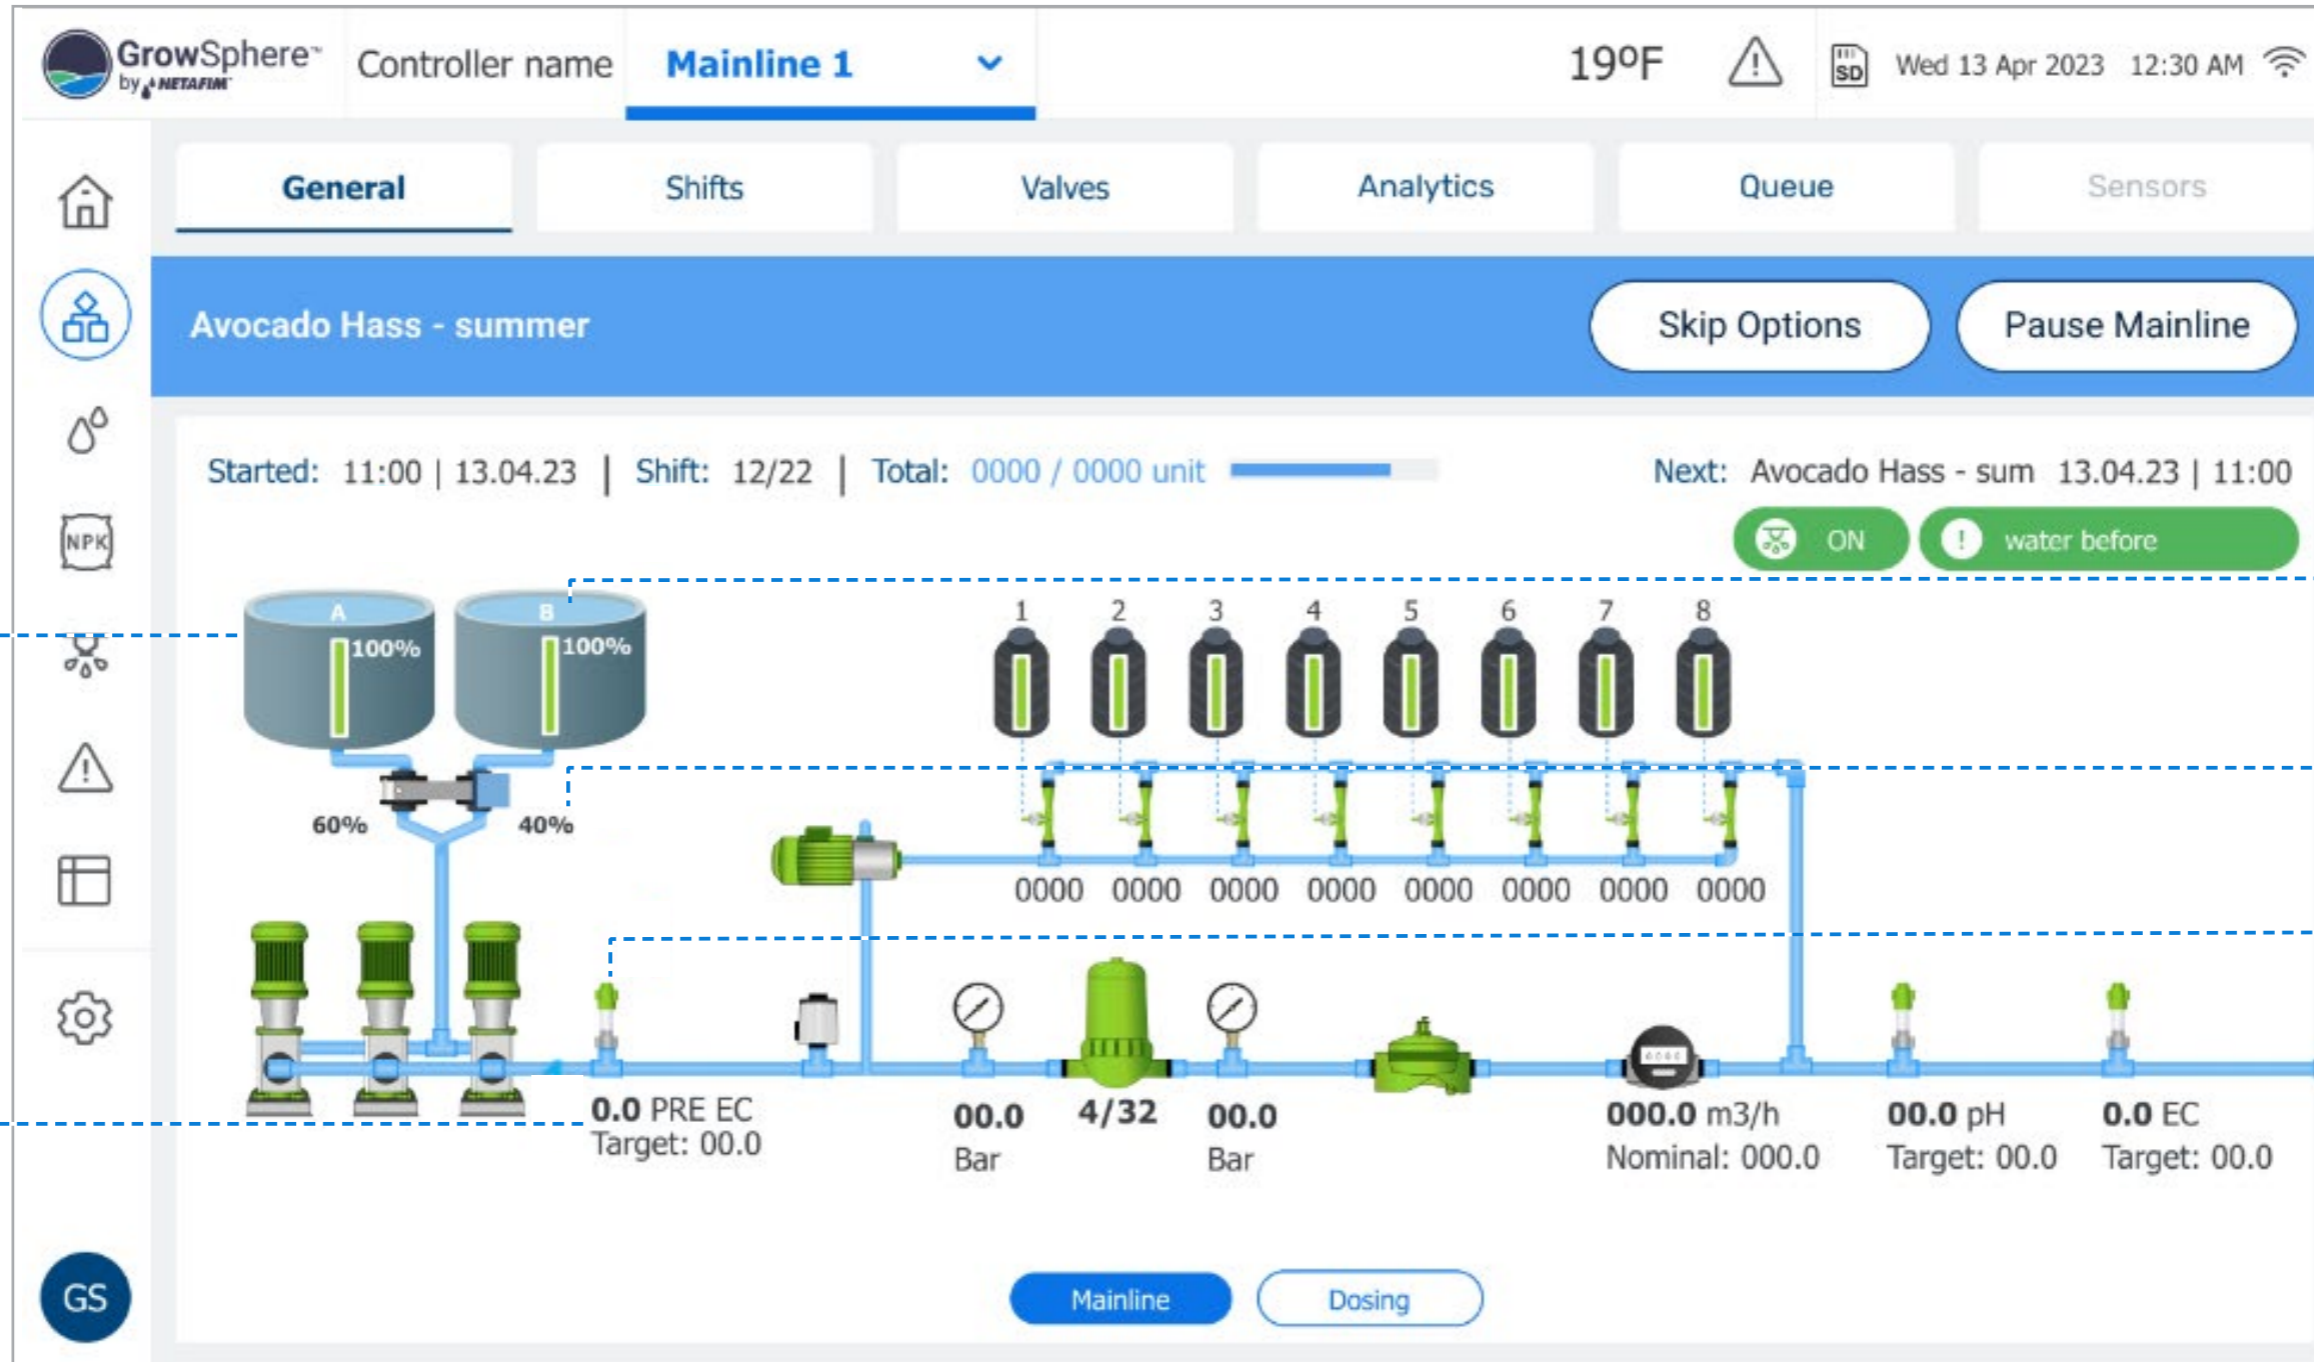 GrowSphere™ Controller name Mainline 1 19ºF SD Wed 13 Apr 2023 12:30 AM
by NETAFIM™
General Shifts Valves Analytics Queue Sensors
Avocado Hass - summer Skip Options Pause Mainline
Started: 11:00 | 13.04.23 | Shift: 12/22 | Total: 0000 / 0000 unit Next: Avocado Hass - sum 13.04.23 | 11:00
NPK ON ! water before
A B 1 2 3 4 5 6 7 8
100% 100%
60% 40%
0000 0000 0000 0000 0000 0000 0000 0000
0.0 PRE EC 00.0 4/32 00.0 000.0 m3/h 00.0 pH 0.0 EC
Target: 00.0 Bar Bar Nominal: 000.0 Target: 00.0 Target: 00.0
GS Mainline Dosing